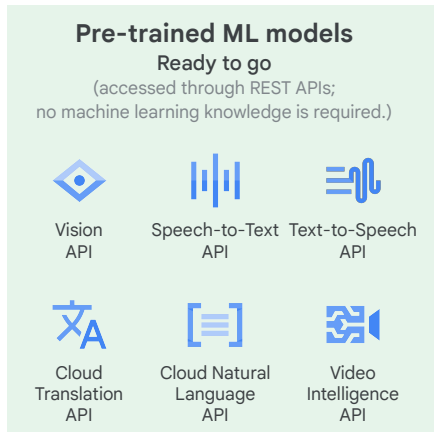 Pre-trained ML models
Ready to go
(accessed through REST APIs;
no machine learning knowledge is required.)
Vision
API
Speech-to-Text
API
Text-to-Speech
API
Cloud
Translation
API
Cloud Natural
Language
API
Video
Intelligence
API